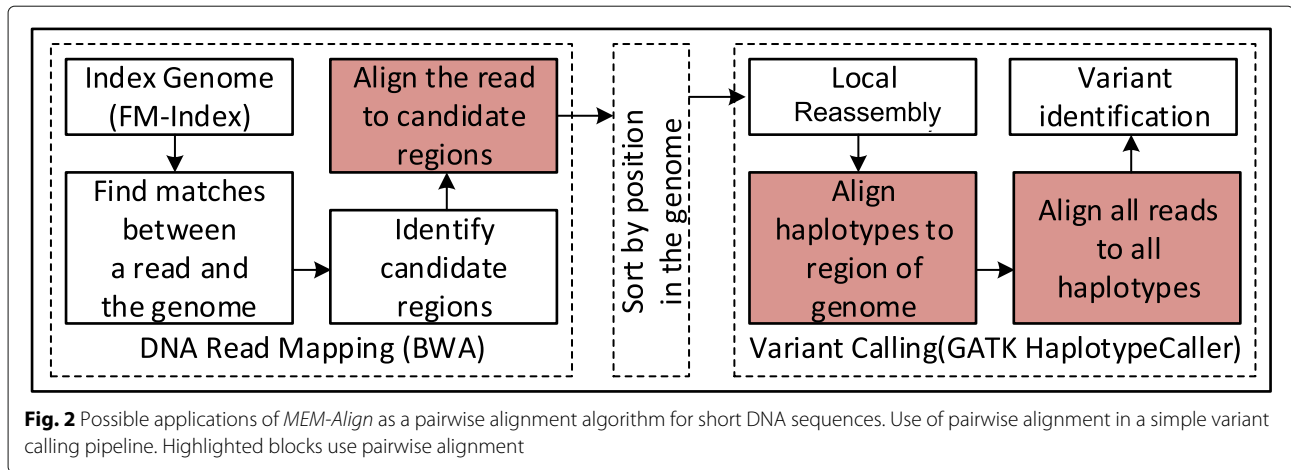 Index Genome
(FM-Index)
Find matches
between
a read and
the genome
Identify
candidate
regions
Align the read
to candidate
regions
DNA Read Mapping (BWA)
Sort by position
in the genome
Local
Reassembly
Align
haplotypes to
region of
genome
Align all reads
to all
haplotypes
Variant
identification
Variant Calling(GATK HaplotypeCaller)
Fig. 2 Possible applications of MEM-Align as a pairwise alignment algorithm for short DNA sequences. Use of pairwise alignment in a simple variant
calling pipeline. Highlighted blocks use pairwise alignment